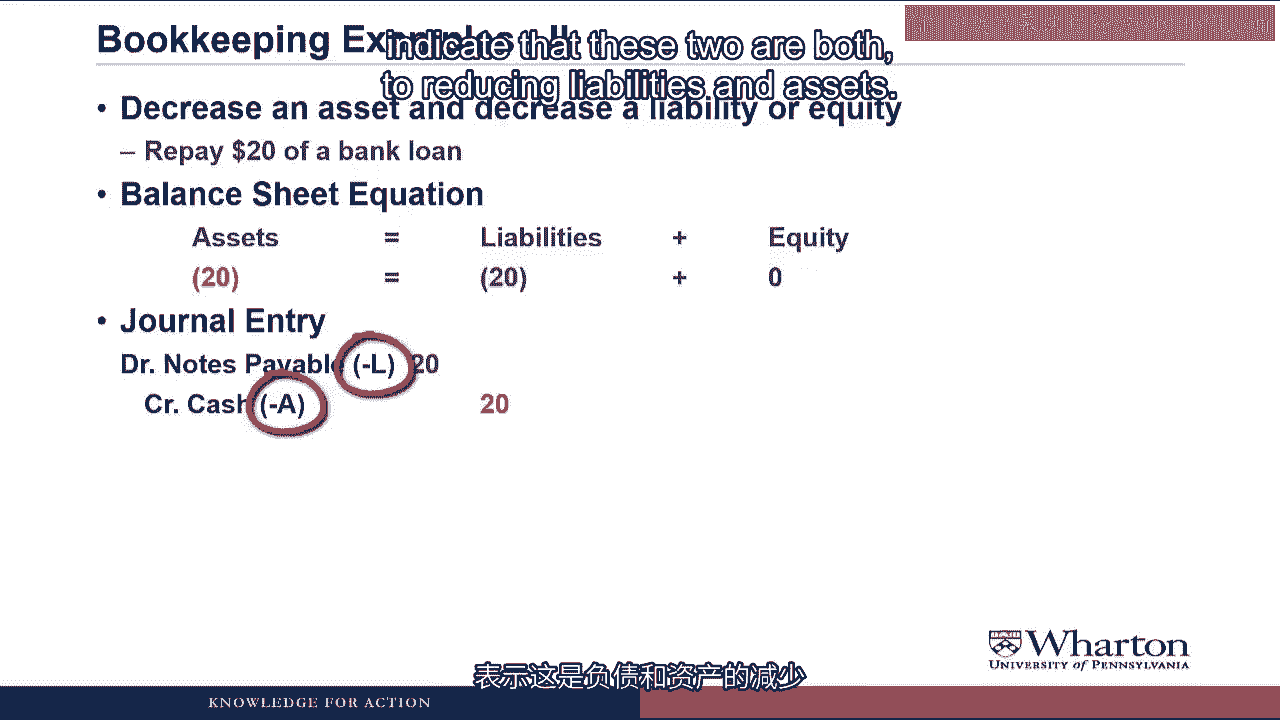 Bookkeeping Examples II
indicate that these two are both,
to reducing liabilities and assets.
• Decrease an asset and decrease a liability or equity
– Repay $20 of a bank loan
• Balance Sheet Equation
Assets = Liabilities + Equity
(20) = (20) + 0
• Journal Entry
Dr. Notes Payable (-L) 20
Cr. Cash (-A) 20
Wharton
UNIVERSITY of PENNSYLVANIA
表示这是负债和资产的减少
KNOWLEDGE FOR ACTION